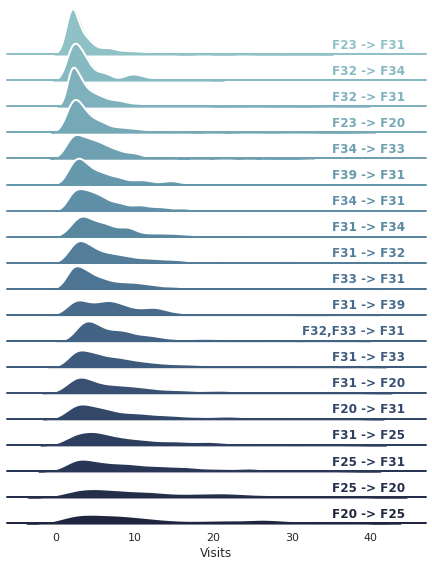 F23 -> F31
F32 -> F34
F32 -> F31
F23 -> F20
F34 -> F33
F39 -> F31
F34 -> F31
F31 -> F34
F31 -> F32
F33 -> F31
F31 -> F39
F32,F33 -> F31
F31 -> F33
F31 -> F20
F20 -> F31
F31 -> F25
F25 -> F31
F25 -> F20
F20 -> F25
0 10 20 30 40
Visits